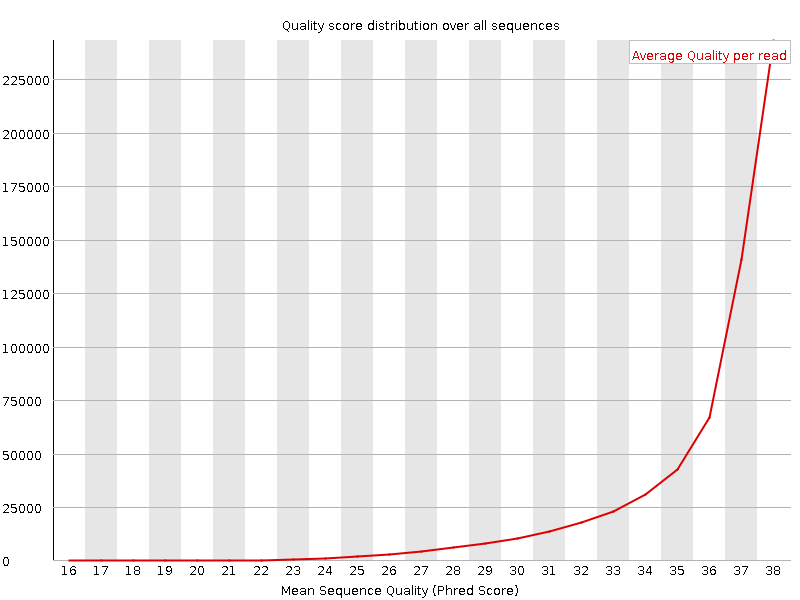 Quality score distribution over all sequences
Average Quality per read
225000
200000
175000
150000
125000
100000
75000
50000
25000
0
16 17 18 19 20 21 22 23 24 25 26 27 28 29 30 31 32 33 34 35 36 37 38
Mean Sequence Quality (Phred Score)